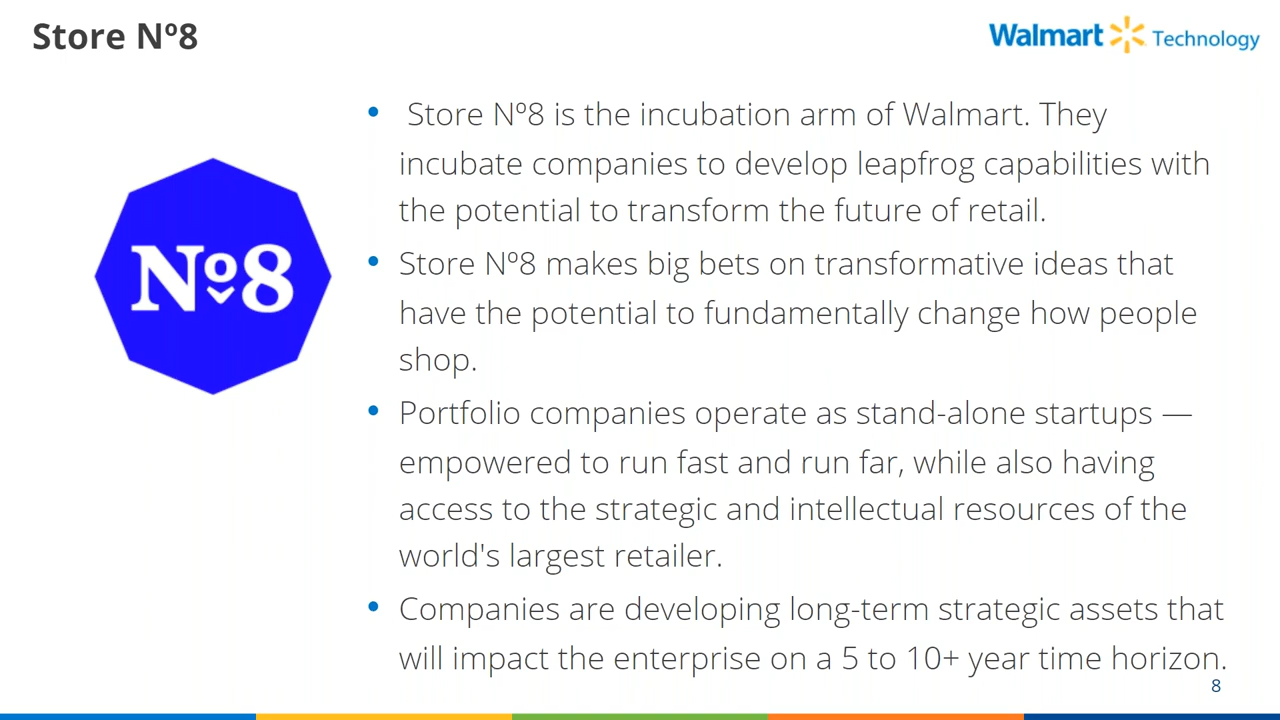 Store Nº8
Walmart Technology
Nº8
• Store Nº8 is the incubation arm of Walmart. They
incubate companies to develop leapfrog capabilities with
the potential to transform the future of retail.
• Store Nº8 makes big bets on transformative ideas that
have the potential to fundamentally change how people
shop.
• Portfolio companies operate as stand-alone startups —
empowered to run fast and run far, while also having
access to the strategic and intellectual resources of the
world's largest retailer.
• Companies are developing long-term strategic assets that
will impact the enterprise on a 5 to 10+ year time horizon.
8